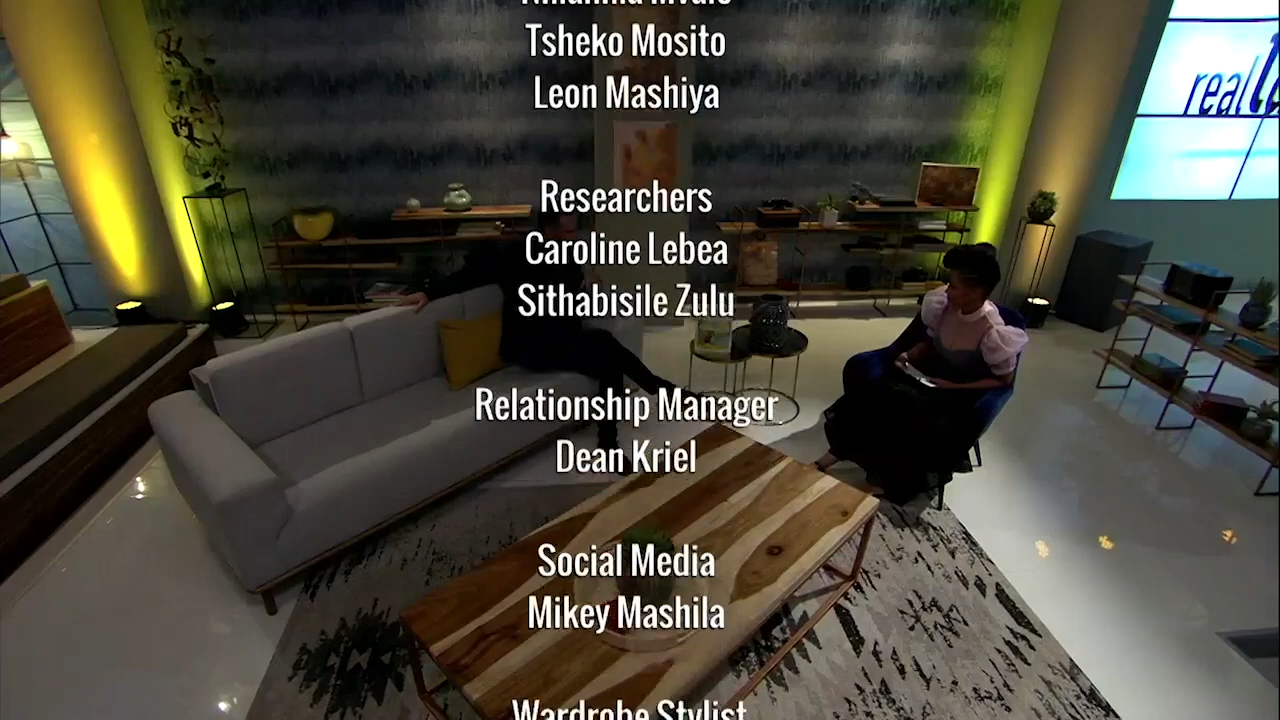 Tsheko Mosito
Leon Mashiya
Researchers
Caroline Lebea
Sithabisile Zulu
Relationship Manager
Dean Kriel
Social Media
Mikey Mashila
Wardrobe Stylist
real